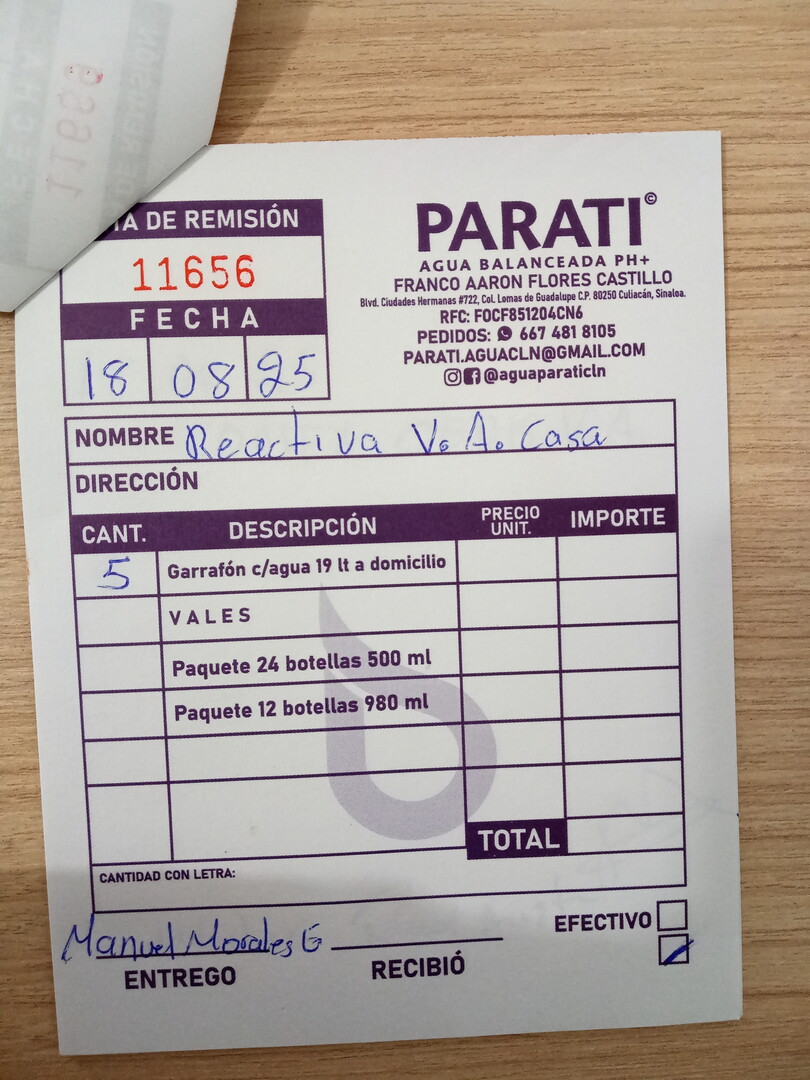 11669
A DE REMISIÓN
11656
FECHA
18 08 25
PARATI©
AGUA BALANCEADA PH+
FRANCO AARON FLORES CASTILLO
Blvd. Ciudades Hermanas #722, Col. Lomas de Guadalupe C.P. 80250 Culiacán, Sinaloa.
RFC: FOCF851204CN6
PEDIDOS: 667 481 8105
PARATI.AGUACLN@GMAIL.COM
@aguaparaticln
NOMBRE Reactiva V. A. Casa
DIRECCIÓN
CANT. DESCRIPCIÓN PRECIO UNIT. IMPORTE
5 Garrafón c/agua 19 lt a domicilio
VALES
Paquete 24 botellas 500 ml
Paquete 12 botellas 980 ml
TOTAL
CANTIDAD CON LETRA:
Manuel Morales G
EFECTIVO
ENTREGO RECIBIÓ